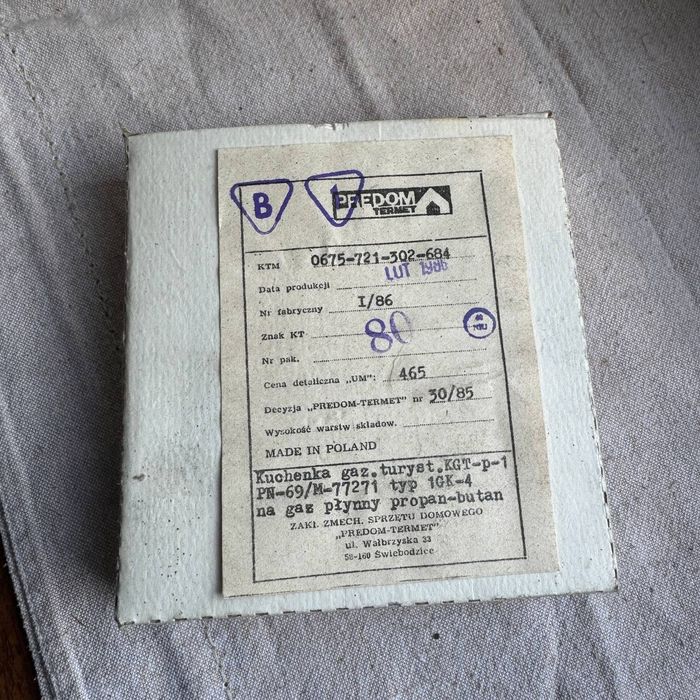 B
1
PREDOM
TERMET
KTM 0675-721-302-684
Data produkcji LUT 1986
Nr fabryczny I/86
Znak KT
80
Nr pak.
Cena detaliczna „UM": 465
Decyzja „PREDOM-TERMET" nr 30/85
Wysokość warstw składow.
MADE IN POLAND
Kuchenka gaz.turyst.KGT-p-1
PN-69/M-77271 typ 1GK-4
na gaz płynny propan-butan
ZAKŁ. ZMECH. SPRZĘTU DOMOWEGO
„PREDOM-TERMET"
ul. Wałbrzyska 33
58-160 Świebodzice